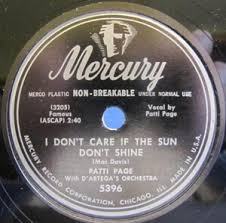 Mercury
MERCO PLASTIC NON-BREAKABLE UNDER NORMAL USE
(3205)
Famous
(ASCAP) 2:40
Vocal by
Patti Page
I DON'T CARE IF THE SUN
DON'T SHINE
(Mac Davis)
PATTI PAGE
With D'ARTEGA'S ORCHESTRA
5396
MERCURY RECORD CORPORATION, CHICAGO, ILL. MADE IN U.S.A.